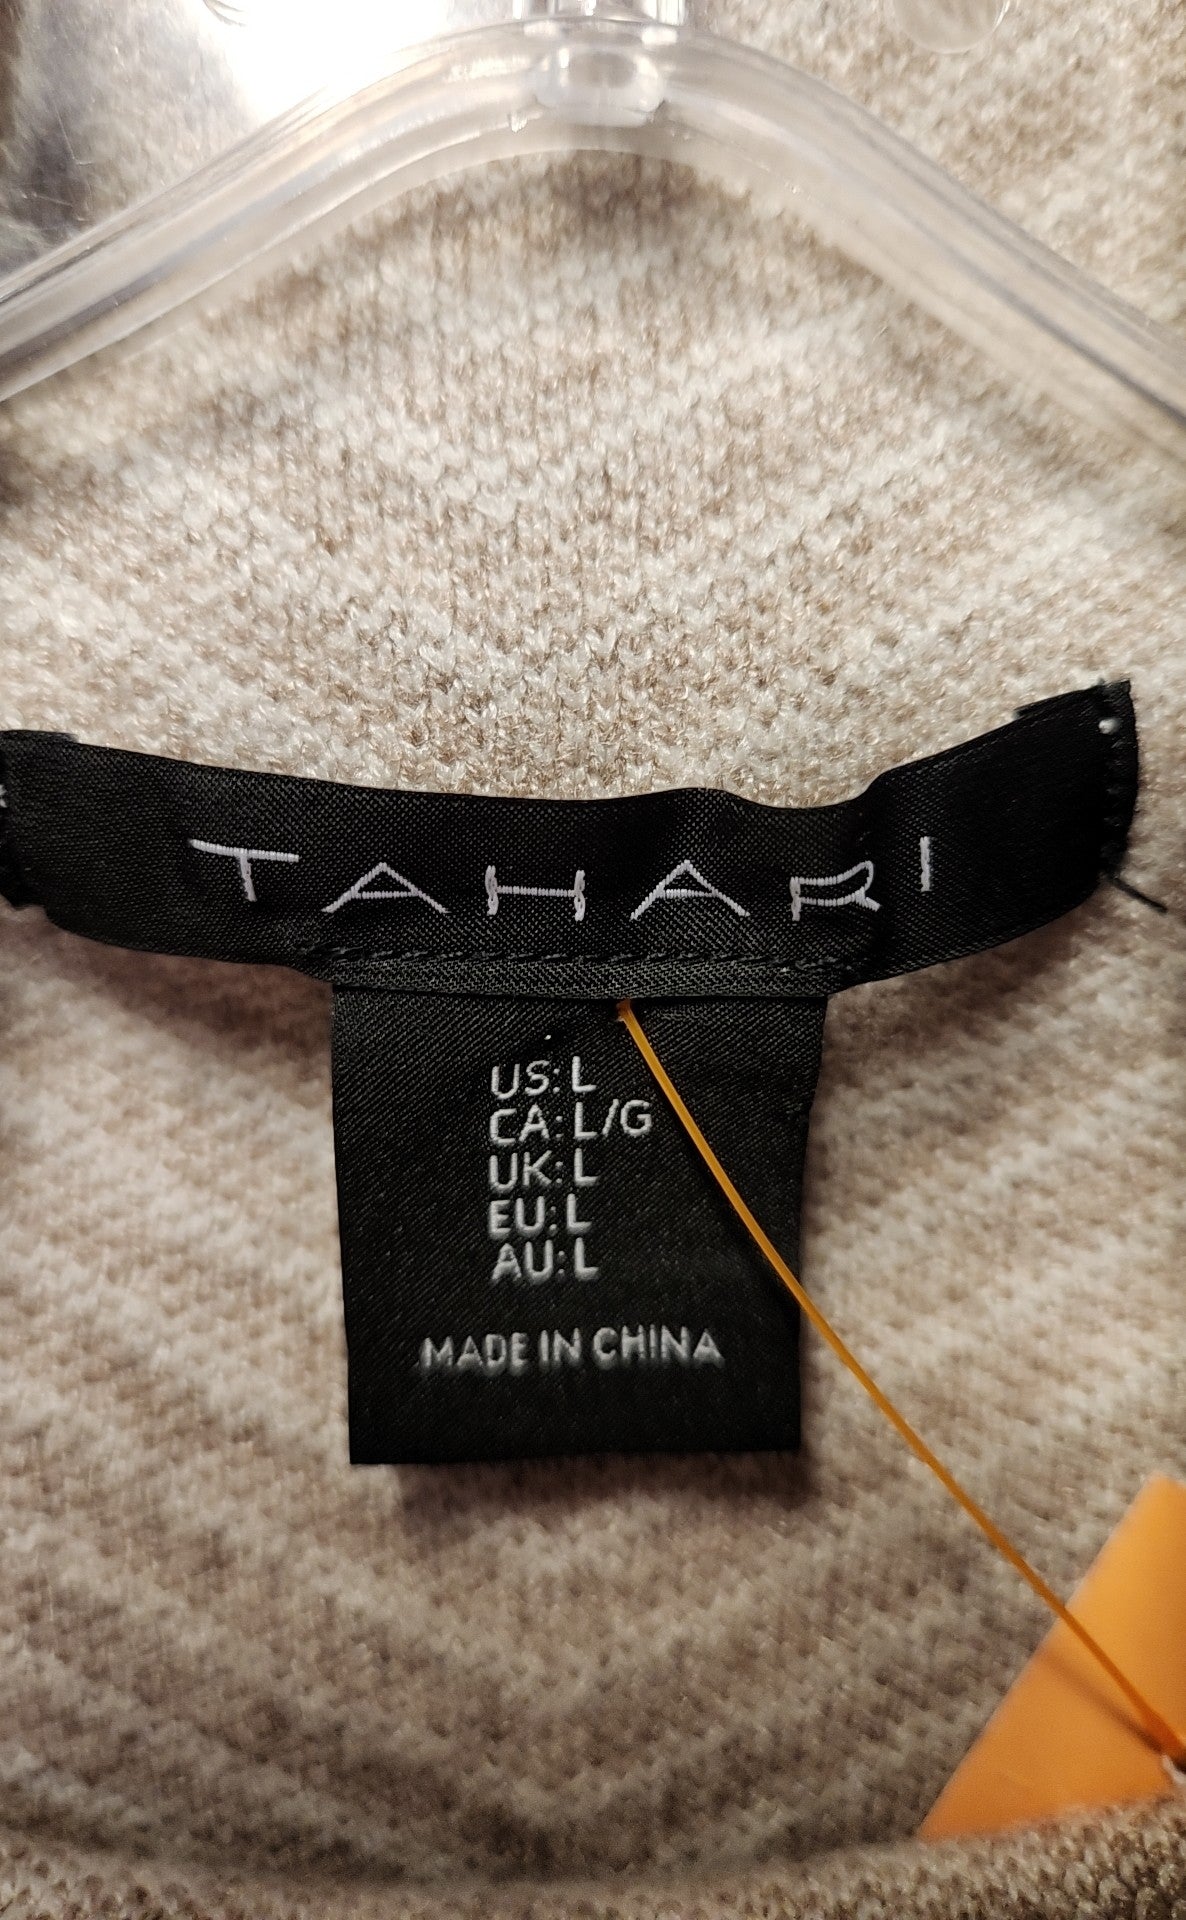 TAHARI
US: L
CA: L/G
UK: L
EU: L
AU: L
MADE IN CHINA